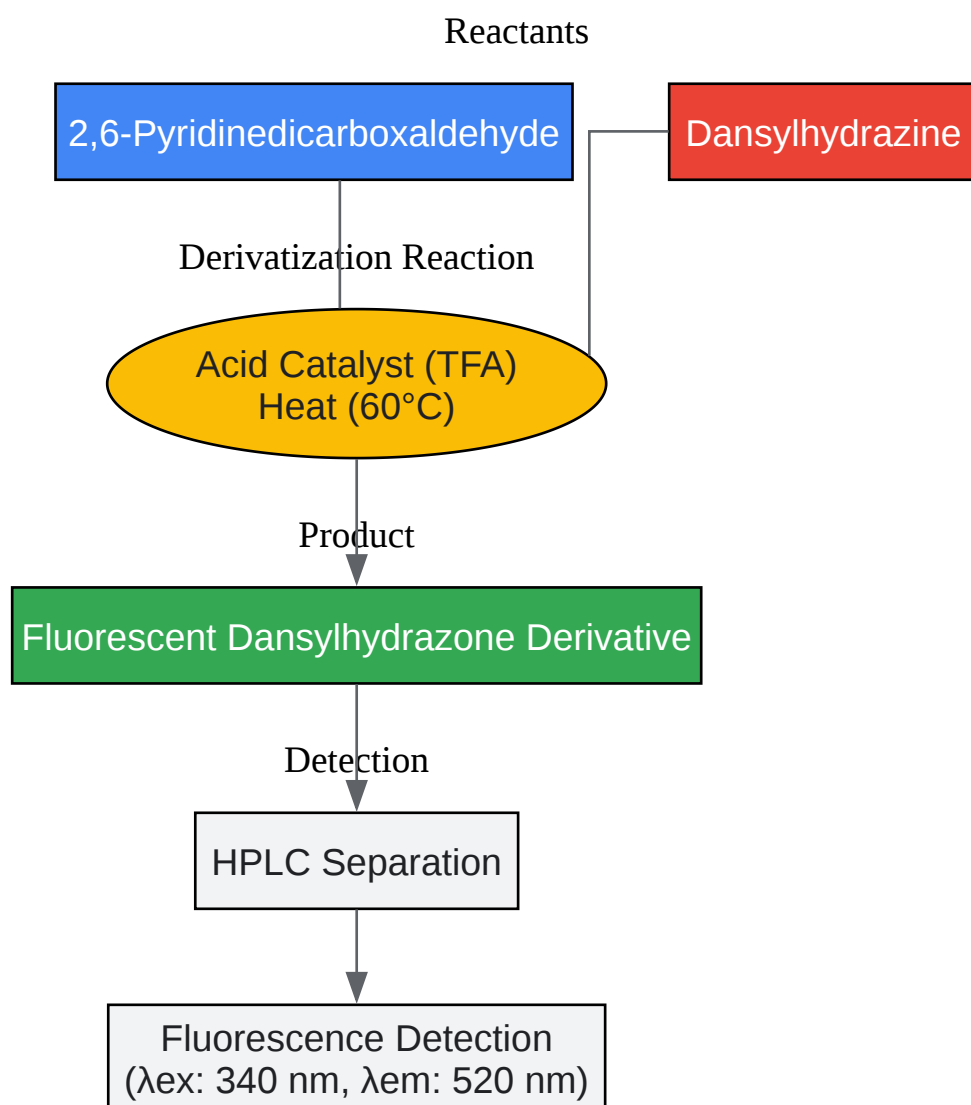 Reactants
2,6-Pyridinedicarboxaldehyde
Dansylhydrazine
Derivatization Reaction
Acid Catalyst (TFA)
Heat (60°C)
Product
Fluorescent Dansylhydrazone Derivative
Detection
HPLC Separation
Fluorescence Detection
(λex: 340 nm, λem: 520 nm)